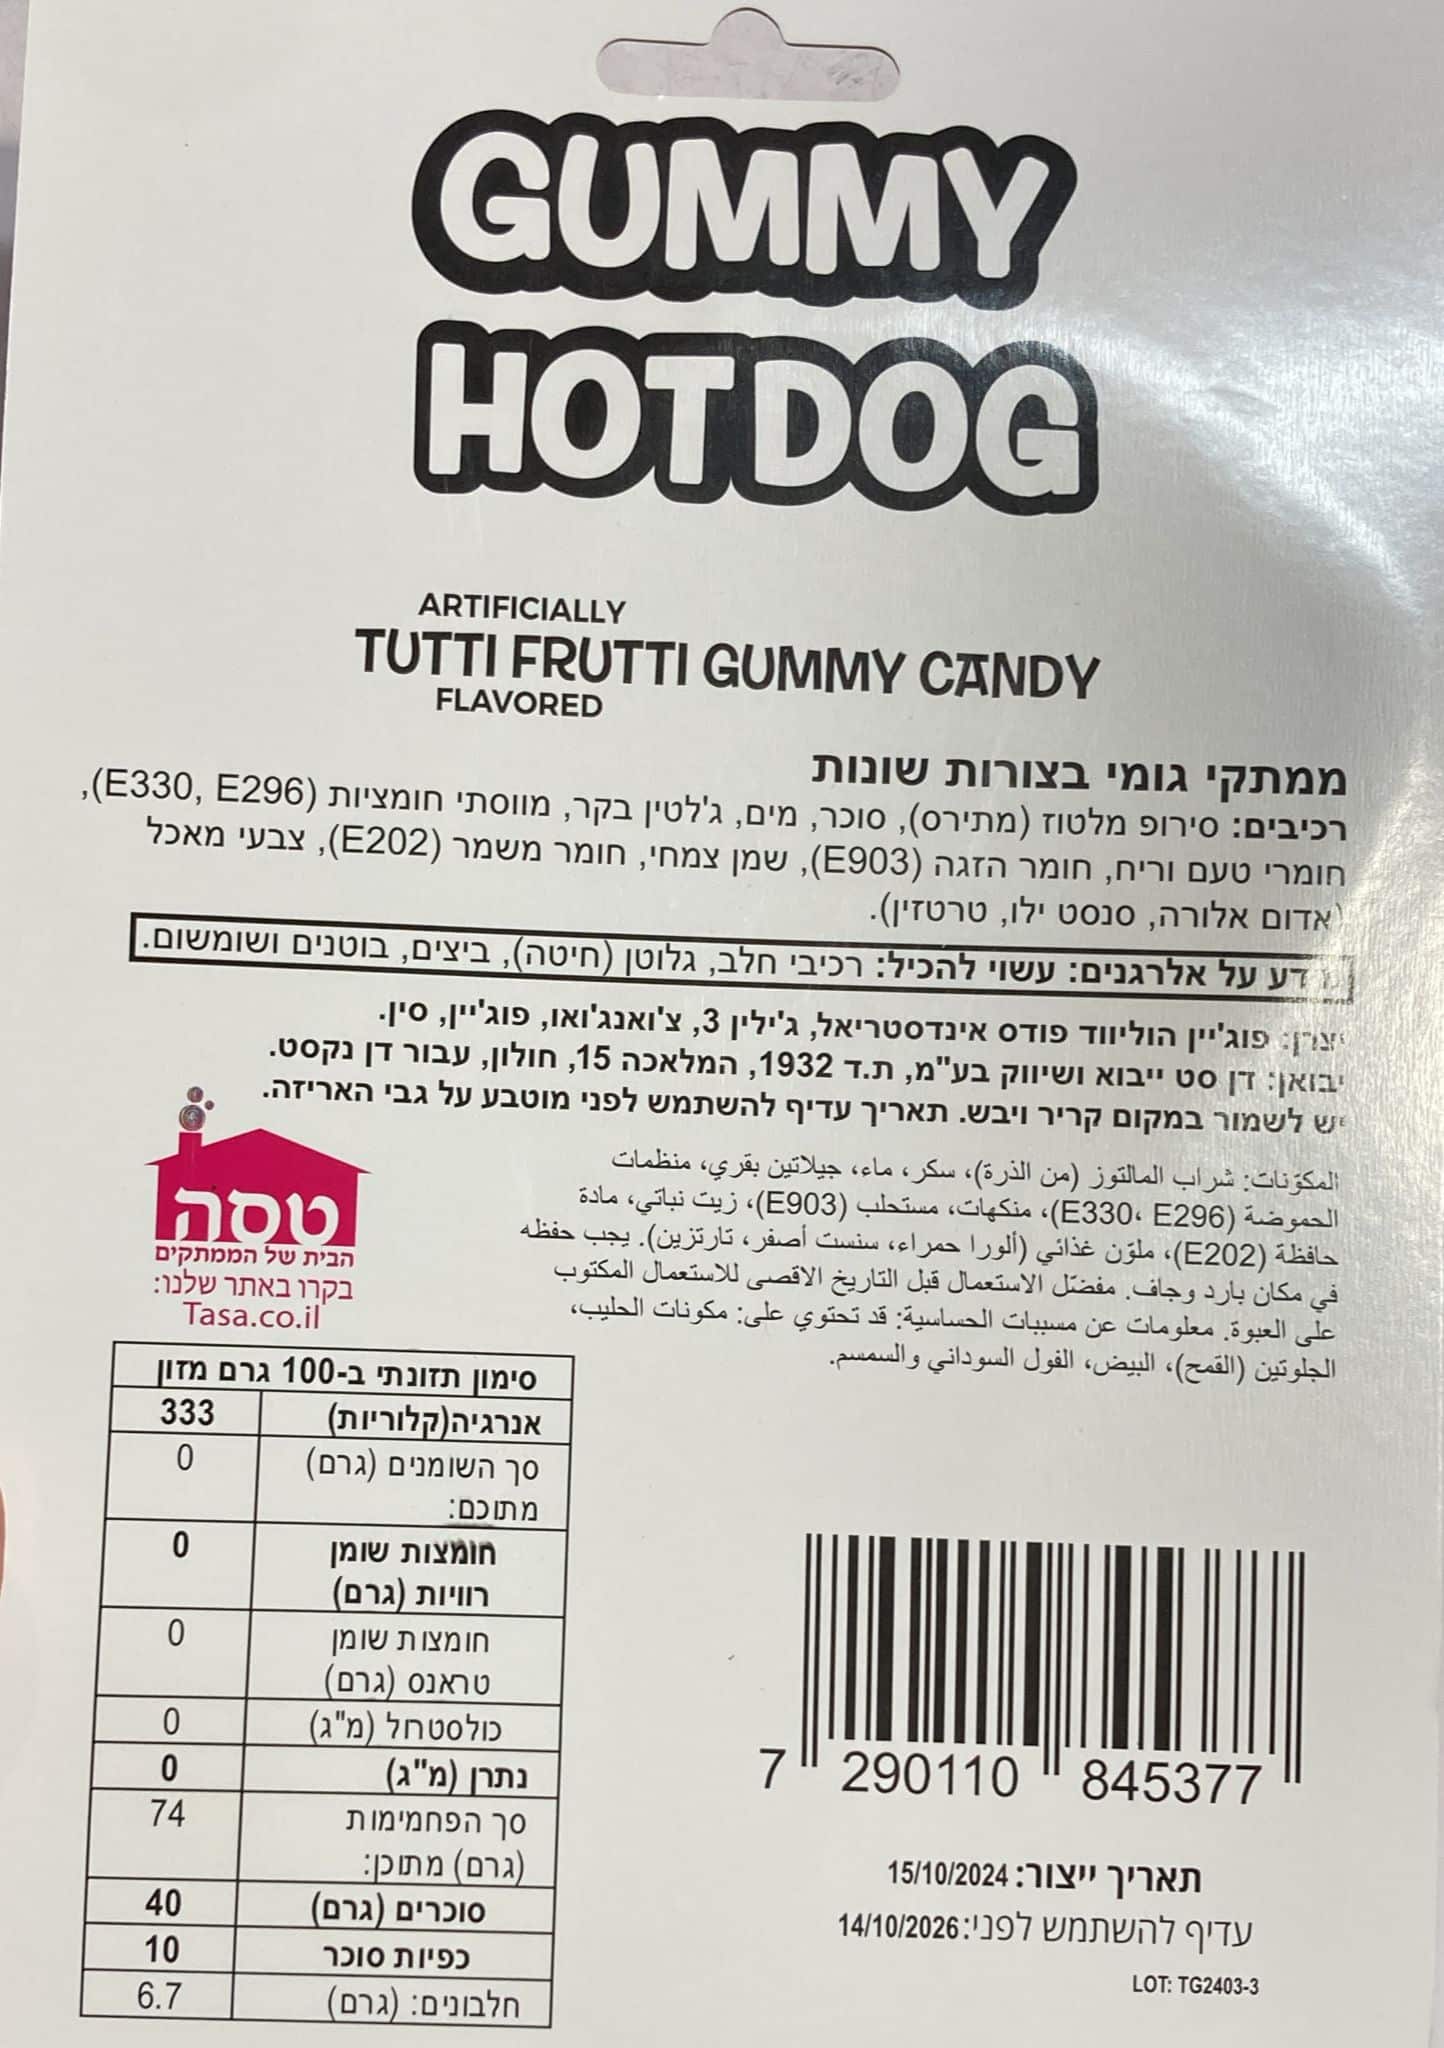 GUMMY
HOT DOG
ARTIFICIALLY
TUTTI FRUTTI GUMMY CANDY
FLAVORED
ממתקי גומי בצורות שונות
רכיבים: סירופ מלטוז (מתירס), סוכר, מים, ג'לטין בקר, מווסתי חומציות (E330, E296),
חומרי טעם וריח, חומר הזגה (E903), שמן צמחי, חומר משמר (E202), צבעי מאכל
(אדום אלורה, סנסט ילו, טרטזין).
מידע על אלרגנים: עשוי להכיל: רכיבי חלב, גלוטן (חיטה), ביצים, בוטנים ושומשום.
יצרן: פוג'יין הוליווד פודס אינדסטריאל, ג'ילין 3, צ'ואנג'ואו, פוג'יין, סין.
יבואן: דן סט ייבוא ושיווק בע"מ, ת.ד 1932, המלאכה 15, חולון, עבור דן נקסט.
יש לשמור במקום קריר ויבש. תאריך עדיף להשתמש לפני מוטבע על גבי האריזה.
المكوّنات: شراب المالتوز (من الذرة)، سكر، ماء، جيلاتين بقري، منظمات
الحموضة (E330، E296)، منكهات، مستحلب (E903)، زيت نباتي، مادة
حافظة (E202)، ملوّن غذائي (ألورا حمراء، سنست أصفر، تارتزين). يجب حفظه
في مكان بارد وجاف. مفضّل الاستعمال قبل التاريخ الاقصى للاستعمال المكتوب
على العبوة. معلومات عن مسببات الحساسية: قد تحتوي على: مكونات الحليب،
الجلوتين (القمح)، البيض، الفول السوداني والسمسم.
טסה
הבית של הממתקים
בקרו באתר שלנו:
Tasa.co.il
סימון תזונתי ב-100 גרם מזון
אנרגיה(קלוריות) 333
סך השומנים (גרם) 0
מתוכם:
חומצות שומן 0
רוויות (גרם)
חומצות שומן 0
טראנס (גרם)
כולסטרול (מ"ג) 0
נתרן (מ"ג) 0
סך הפחמימות 74
(גרם) מתוכן:
סוכרים (גרם) 40
כפיות סוכר 10
חלבונים: (גרם) 6.7
7 290110 845377
תאריך ייצור: 15/10/2024
עדיף להשתמש לפני: 14/10/2026
LOT: TG2403-3